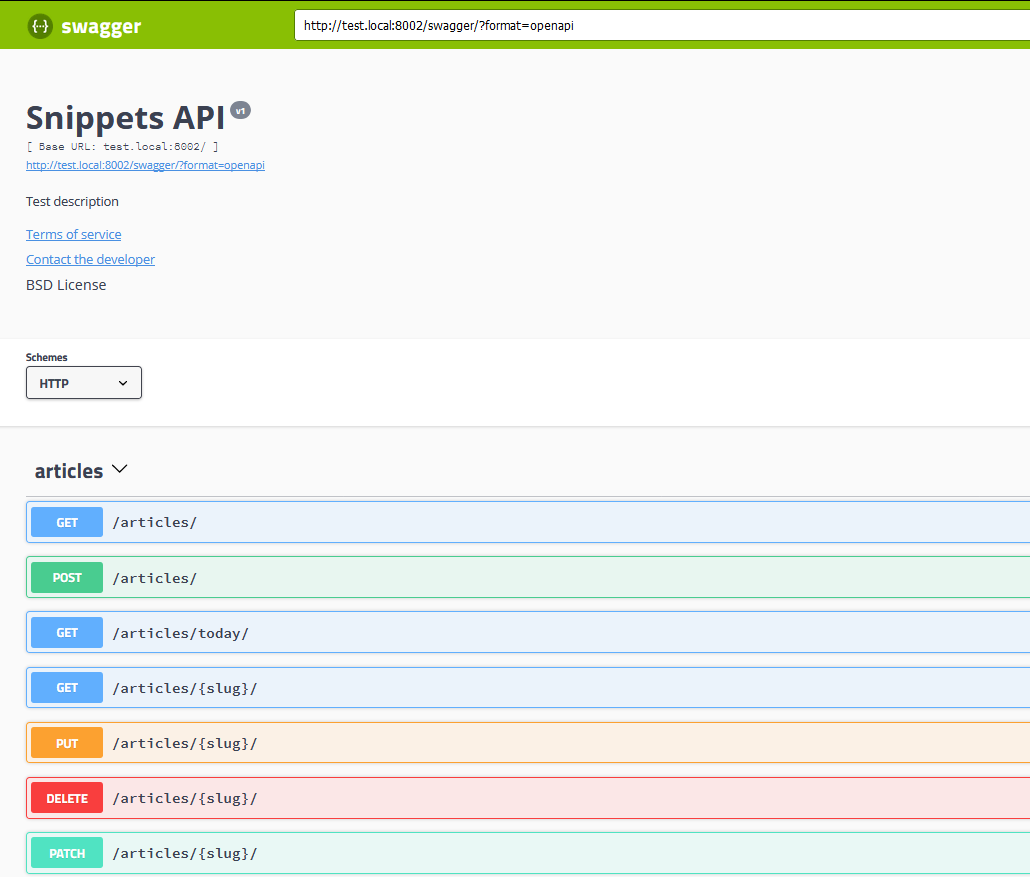 swagger
http://test.local:8002/swagger/?format=openapi
Snippets API v1
[ Base URL: test.local:8002/ ]
http://test.local:8002/swagger/?format=openapi
Test description
Terms of service
Contact the developer
BSD License
Schemes
HTTP
articles
GET /articles/
POST /articles/
GET /articles/today/
GET /articles/{slug}/
PUT /articles/{slug}/
DELETE /articles/{slug}/
PATCH /articles/{slug}/